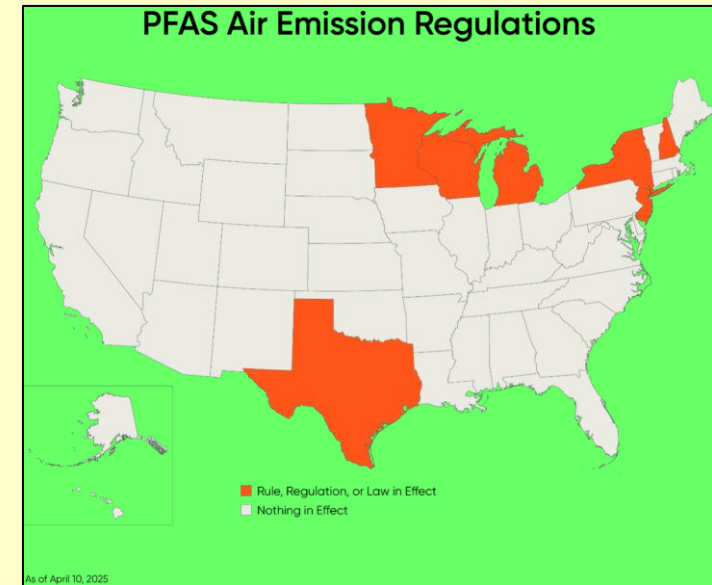 PFAS Air Emission Regulations
Rule, Regulation, or Law in Effect
Nothing in Effect
As of April 10, 2025